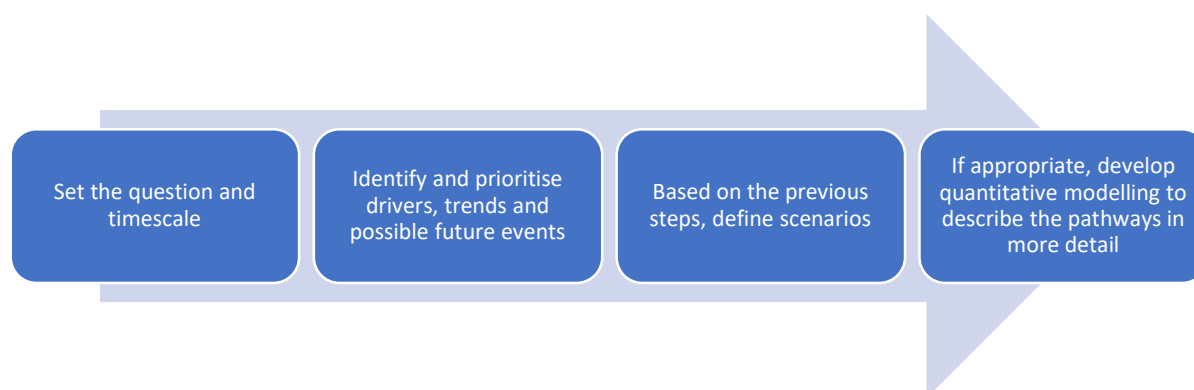 Set the question and
timescale
Identify and prioritise
drivers, trends and
possible future events
Based on the previous
steps, define scenarios
If appropriate, develop
quantitative modelling to
describe the pathways in
more detail